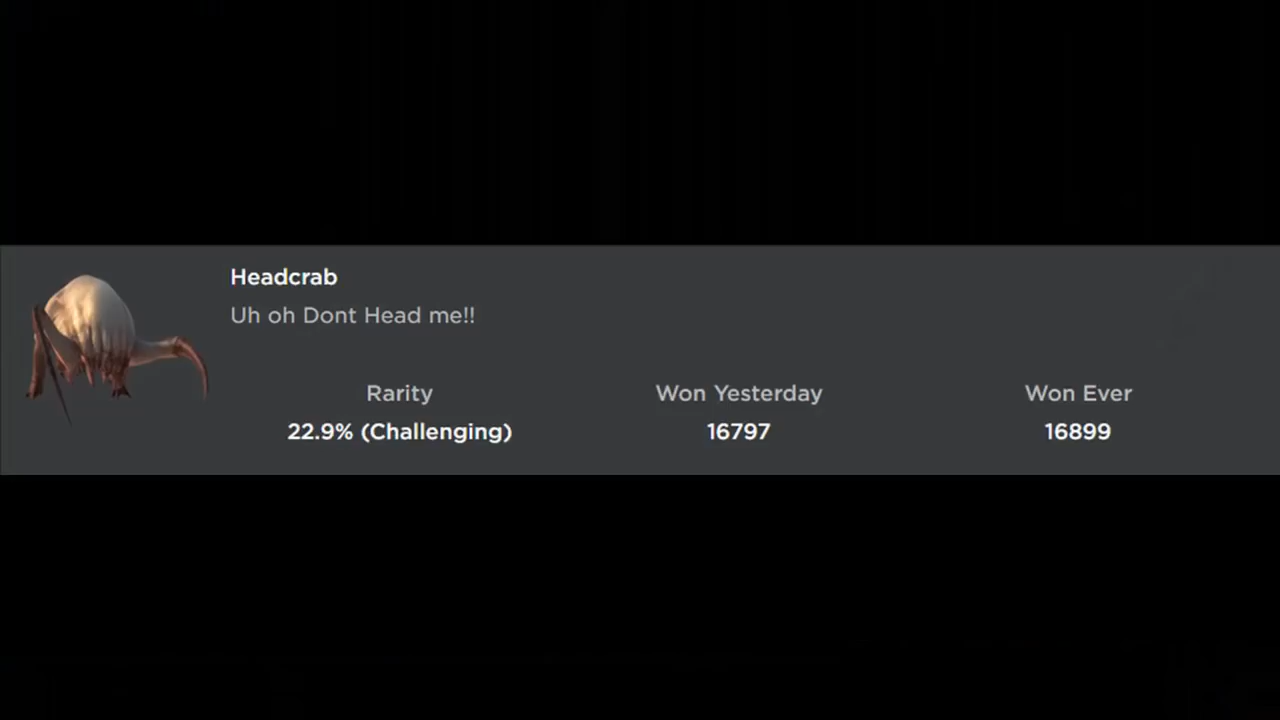 Headcrab
Uh oh Dont Head me!!
Rarity Won Yesterday Won Ever
22.9% (Challenging) 16797 16899